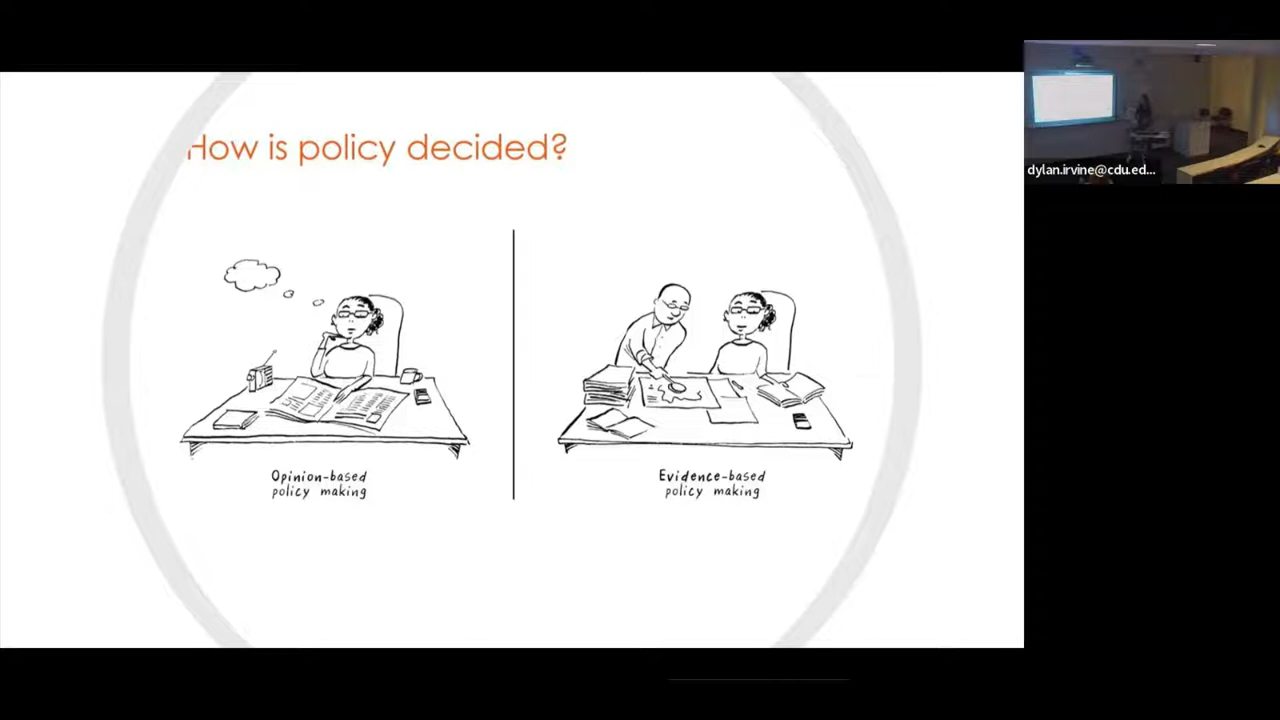 How is policy decided?
dylan.irvine@cdu.ed...
Opinion-based
policy making
Evidence-based
policy making